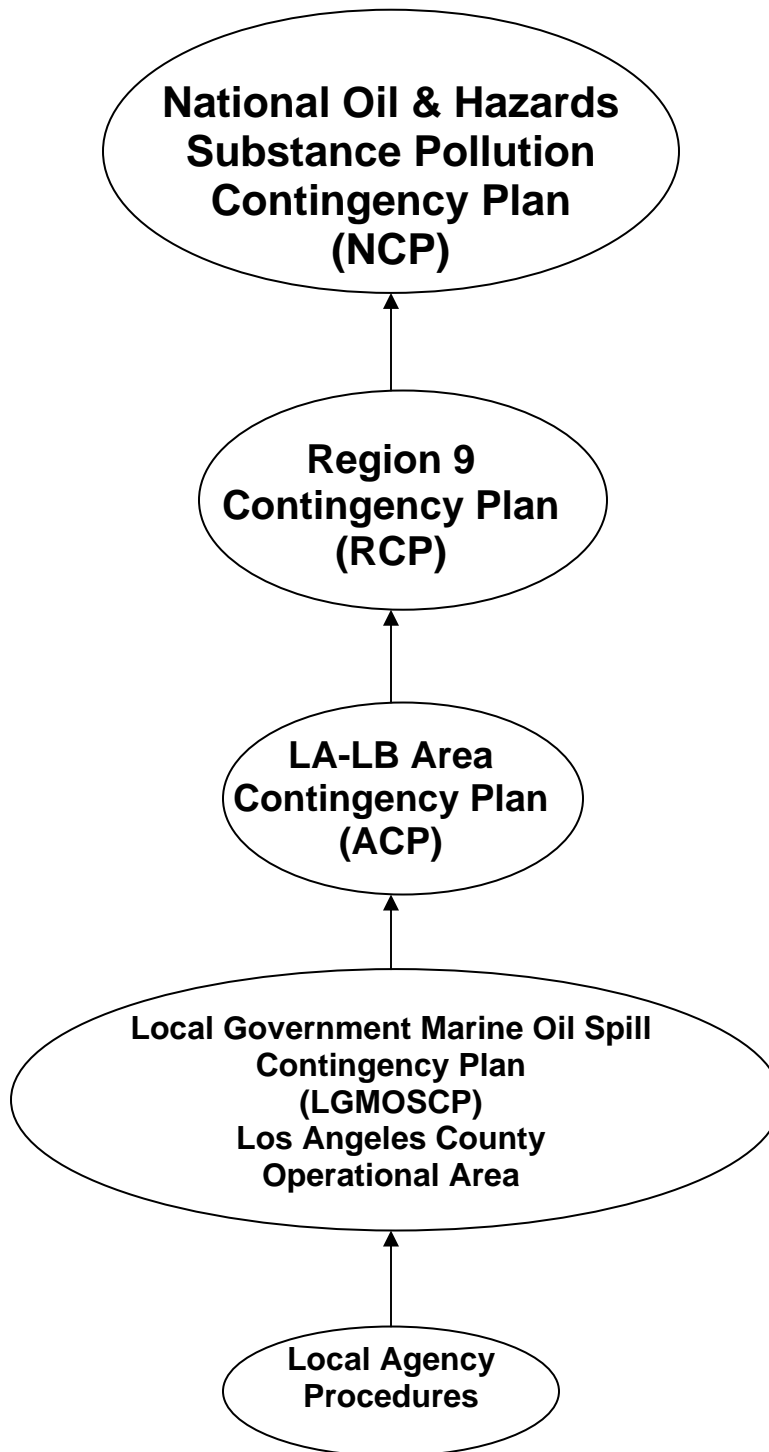 National Oil & Hazards
Substance Pollution
Contingency Plan
(NCP)
Region 9
Contingency Plan
(RCP)
LA-LB Area
Contingency Plan
(ACP)
Local Government Marine Oil Spill
Contingency Plan
(LGMOSCP)
Los Angeles County
Operational Area
Local Agency
Procedures